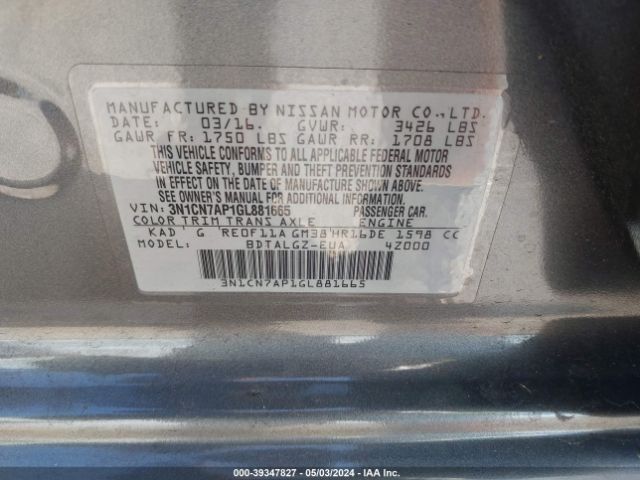 MANUFACTURED BY NISSAN MOTOR CO.,LTD.
DATE: 03/16. GVWR: 3426 LBS
GAWR FR: 1750 LBS GAWR RR: 1708 LBS
THIS VEHICLE CONFORMS TO ALL APPLICABLE FEDERAL MOTOR
VEHICLE SAFETY, BUMPER AND THEFT PREVENTION STANDARDS
IN EFFECT ON THE DATE OF MANUFACTURE SHOWN ABOVE.
.SEE OWNER'S MANUAL FOR ADDITIONAL INFORMATION.
VIN: 3N1CN7AP1GL881665 PASSENGER CAR.
COLOR TRIM TRANS AXLE ENGINE
KAD G RE0F11A GM38 HR16DE 1598 CC
MODEL: BDTALGZ-EUA 4Z000
3N1CN7AP1GL881665
000-39347827 - 05/03/2024 - IAA Inc.